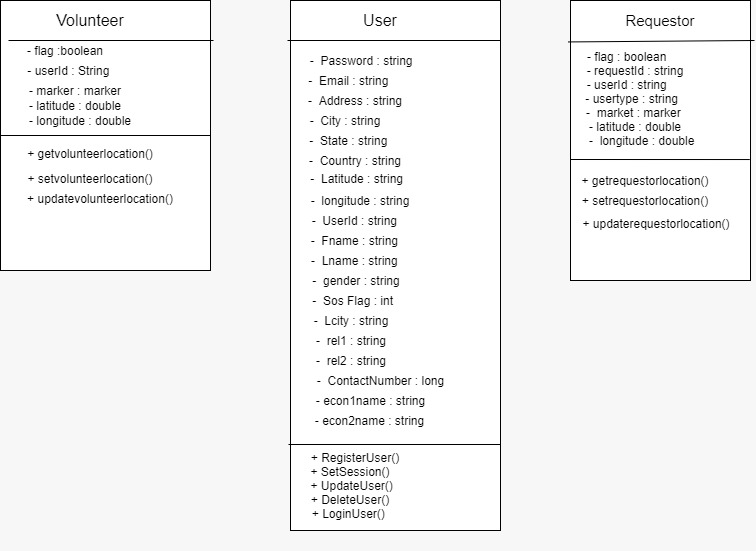 Volunteer
- flag :boolean
- userId : String
- marker : marker
- latitude : double
- longitude : double
+ getvolunteerlocation()
+ setvolunteerlocation()
+ updatevolunteerlocation()
User
- Password : string
- Email : string
- Address : string
- City : string
- State : string
- Country : string
- Latitude : string
- longitude : string
- UserId : string
- Fname : string
- Lname : string
- gender : string
- Sos Flag : int
- Lcity : string
- rel1 : string
- rel2 : string
- ContactNumber : long
- econ1name : string
- econ2name : string
+ RegisterUser()
+ SetSession()
+ UpdateUser()
+ DeleteUser()
+ LoginUser()
Requestor
- flag : boolean
- requestId : string
- userId : string
- usertype : string
- market : marker
- latitude : double
- longitude : double
+ getrequestorlocation()
+ setrequestorlocation()
+ updaterequestorlocation()